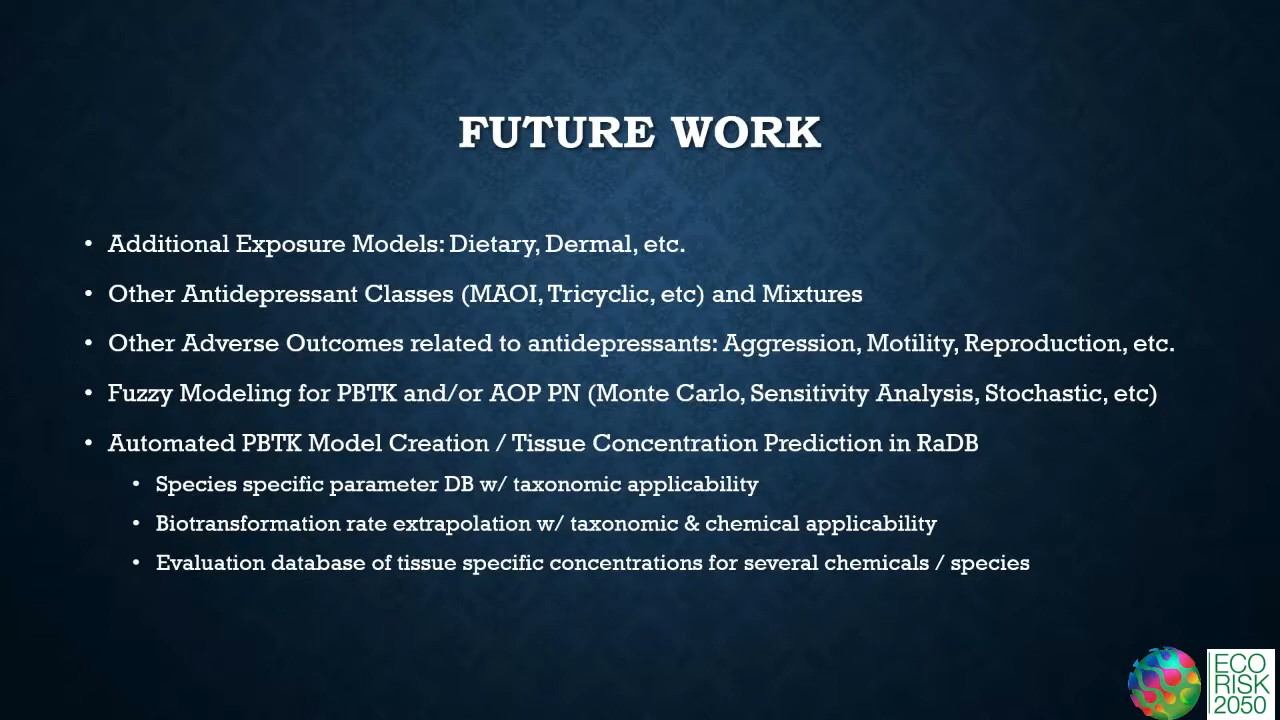 FUTURE WORK
• Additional Exposure Models: Dietary, Dermal, etc.
• Other Antidepressant Classes (MAOI, Tricyclic, etc) and Mixtures
• Other Adverse Outcomes related to antidepressants: Aggression, Motility, Reproduction, etc.
• Fuzzy Modeling for PBTK and/or AOP PN (Monte Carlo, Sensitivity Analysis, Stochastic, etc)
• Automated PBTK Model Creation / Tissue Concentration Prediction in RaDB
• Species specific parameter DB w/ taxonomic applicability
• Biotransformation rate extrapolation w/ taxonomic & chemical applicability
• Evaluation database of tissue specific concentrations for several chemicals / species
ECO
RISK
2050